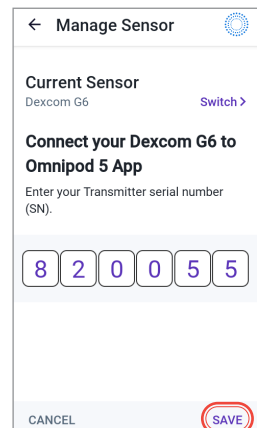 Manage Sensor
Current Sensor
Dexcom G6
Switch
Connect your Dexcom G6 to
Omnipod 5 App
Enter your Transmitter serial number
(SN).
8 2 0 0 5 5
CANCEL
SAVE